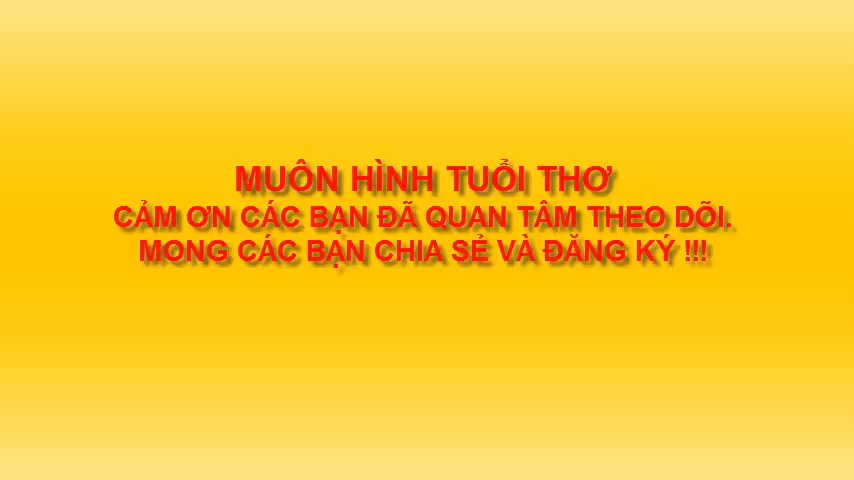 MUÔN HÌNH TUỔI THƠ
CẢM ƠN CÁC BẠN ĐÃ QUAN TÂM THEO DÕI.
MONG CÁC BẠN CHIA SẺ VÀ ĐĂNG KÝ !!!